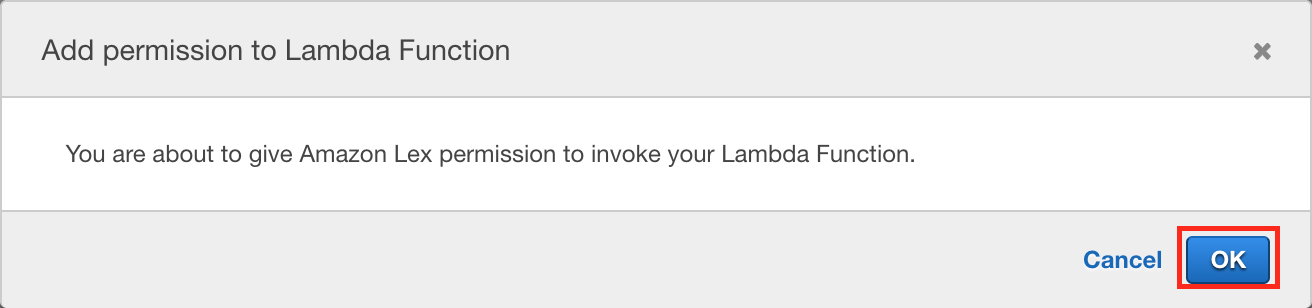 Add permission to Lambda Function
You are about to give Amazon Lex permission to invoke your Lambda Function.
Cancel OK